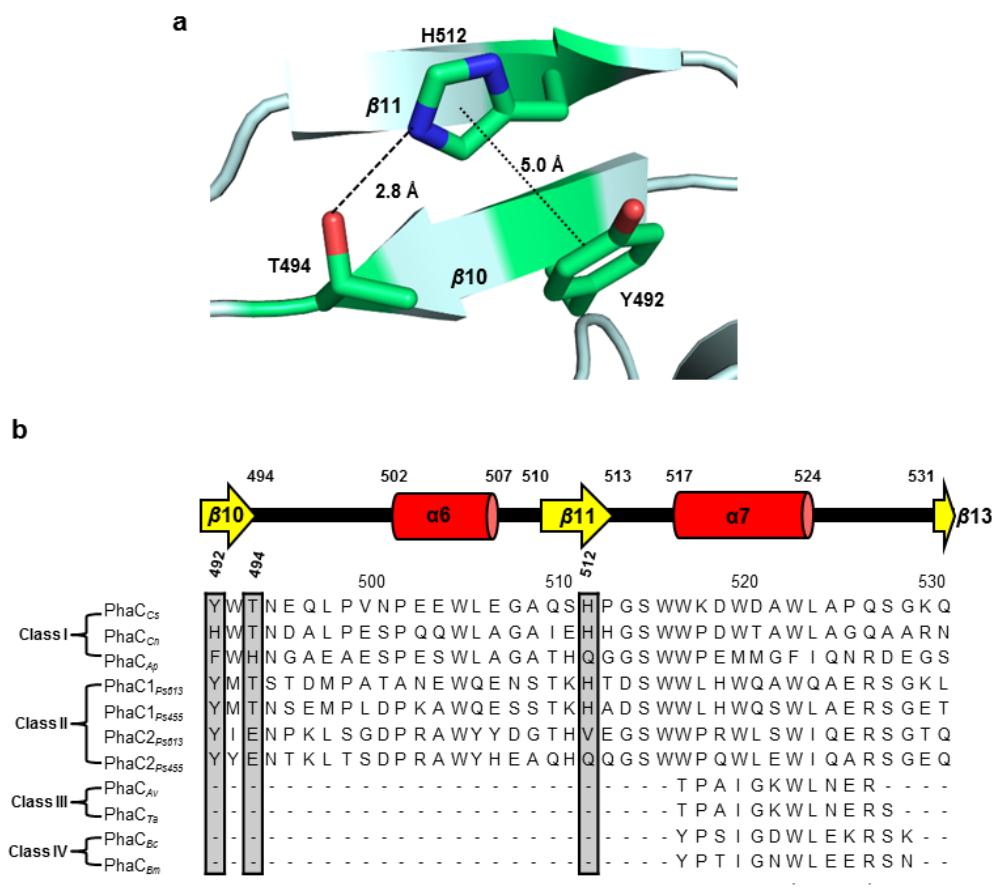 a
H512
β11
5.0 Å
2.8 Å
T494
β10
Y492
b
494 502 507 510 513 517 524 531
β10 α6 β11 α7 β13
492 494 512
500 510 520 530
Class I
PhaCCs Y W T N E Q L P V N P E E W L E G A Q S H P G S W W K D W D A W L A P Q S G K Q
PhaCCn H W T N D A L P E S P Q Q W L A G A I E H H G S W W P D W T A W L A G Q A A R N
PhaCAp F W H N G A E A E S P E S W L A G A T H Q G G S W W P E M M G F I Q N R D E G S
Class II
PhaC1Ps613 Y M T S T D M P A T A N E W Q E N S T K H T D S W W L H W Q A W Q A E R S G K L
PhaC1Ps455 Y M T N S E M P L D P K A W Q E S S T K H A D S W W L H W Q S W L A E R S G E T
PhaC2Ps613 Y I E N P K L S G D P R A W Y Y D G T H V E G S W W P R W L S W I Q E R S G T Q
PhaC2Ps455 Y Y E N T K L T S D P R A W Y H E A Q H Q Q G S W W P Q W L E W I Q A R S G E Q
Class III
PhaCAv - - - - - - - - - - - - - - - - - - - - - - - - - T P A I G K W L N E R - - - -
PhaCTa - - - - - - - - - - - - - - - - - - - - - - - - - T P A I G K W L N E R S - - -
Class IV
PhaCBc - - - - - - - - - - - - - - - - - - - - - - - - - Y P S I G D W L E K R S K - -
PhaCBm - - - - - - - - - - - - - - - - - - - - - - - - - Y P T I G N W L E E R S N - -